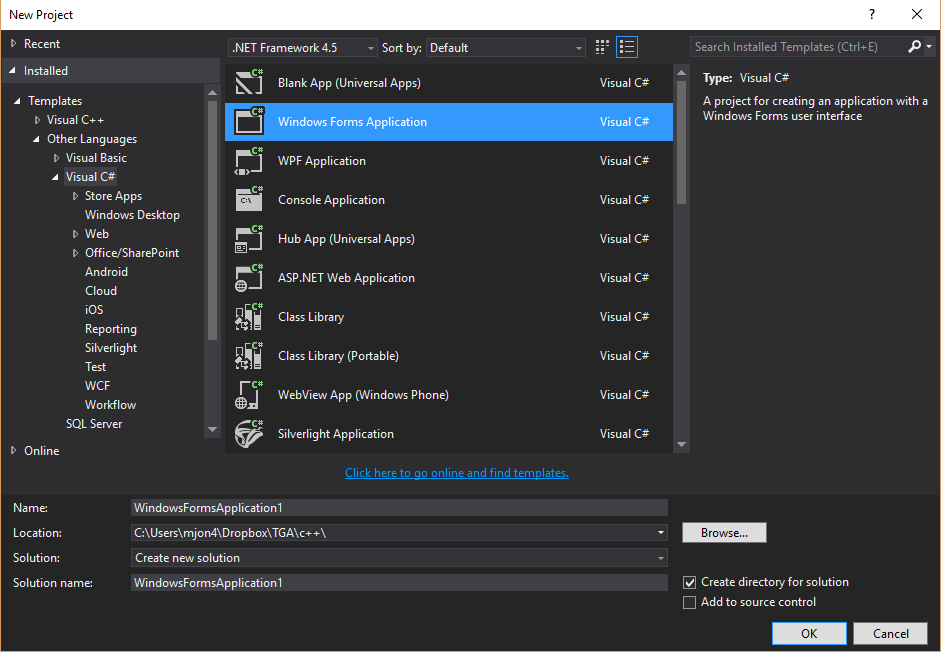 New Project
?
Recent
Installed
.NET Framework 4.5
Sort by:
Default
Search Installed Templates (Ctrl+E)
Templates
Visual C++
Other Languages
Visual Basic
Visual C#
Store Apps
Windows Desktop
Web
Office/SharePoint
Android
Cloud
iOS
Reporting
Silverlight
Test
WCF
Workflow
SQL Server
Online
C# Blank App (Universal Apps) Visual C#
C# Windows Forms Application Visual C#
C# WPF Application Visual C#
C# C:\ Console Application Visual C#
C# Hub App (Universal Apps) Visual C#
C# ASP.NET Web Application Visual C#
C# Class Library Visual C#
C# Class Library (Portable) Visual C#
C# WebView App (Windows Phone) Visual C#
C# Silverlight Application Visual C#
Click here to go online and find templates.
Type: Visual C#
A project for creating an application with a
Windows Forms user interface
Name: WindowsFormsApplication1
Location: C:\Users\mjon4\Dropbox\TGA\c++\ Browse...
Solution: Create new solution
Solution name: WindowsFormsApplication1
Create directory for solution
Add to source control
OK Cancel